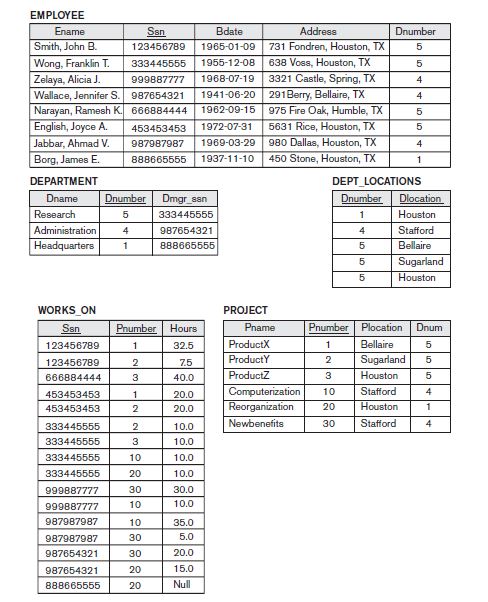 EMPLOYEE
Ename Ssn Bdate Address Dnumber
Smith, John B. 123456789 1965-01-09 731 Fondren, Houston, TX 5
Wong, Franklin T. 333445555 1955-12-08 638 Voss, Houston, TX 5
Zelaya, Alicia J. 999887777 1968-07-19 3321 Castle, Spring, TX 4
Wallace, Jennifer S. 987654321 1941-06-20 291Berry, Bellaire, TX 4
Narayan, Ramesh K. 666884444 1962-09-15 975 Fire Oak, Humble, TX 5
English, Joyce A. 453453453 1972-07-31 5631 Rice, Houston, TX 5
Jabbar, Ahmad V. 987987987 1969-03-29 980 Dallas, Houston, TX 4
Borg, James E. 888665555 1937-11-10 450 Stone, Houston, TX 1
DEPARTMENT
Dname Dnumber Dmgr_ssn
Research 5 333445555
Administration 4 987654321
Headquarters 1 888665555
DEPT_LOCATIONS
Dnumber Dlocation
1 Houston
4 Stafford
5 Bellaire
5 Sugarland
5 Houston
WORKS_ON
Ssn Pnumber Hours
123456789 1 32.5
123456789 2 7.5
666884444 3 40.0
453453453 1 20.0
453453453 2 20.0
333445555 2 10.0
333445555 3 10.0
333445555 10 10.0
333445555 20 10.0
999887777 30 30.0
999887777 10 10.0
987987987 10 35.0
987987987 30 5.0
987654321 30 20.0
987654321 20 15.0
888665555 20 Null
PROJECT
Pname Pnumber Plocation Dnum
ProductX 1 Bellaire 5
ProductY 2 Sugarland 5
ProductZ 3 Houston 5
Computerization 10 Stafford 4
Reorganization 20 Houston 1
Newbenefits 30 Stafford 4